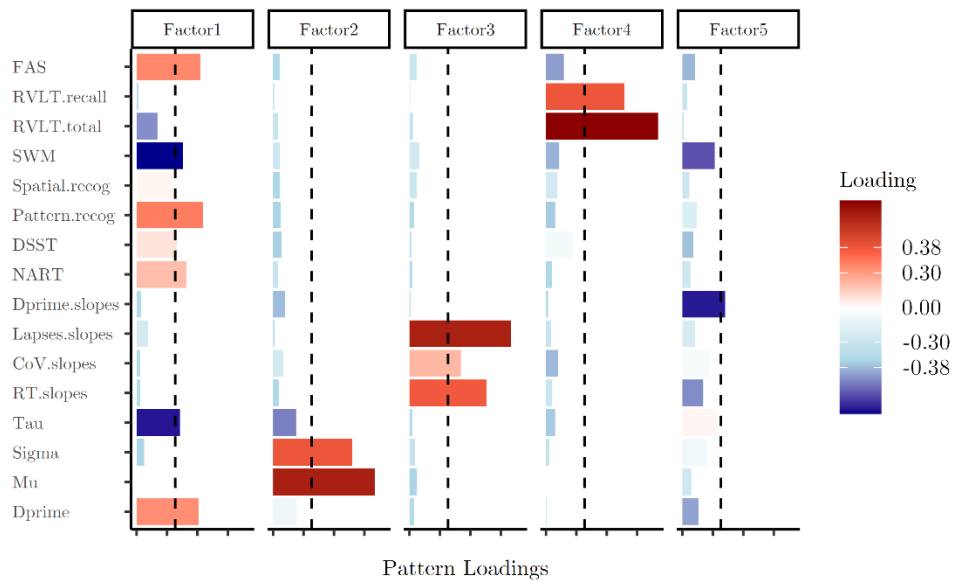 Factor1 Factor2 Factor3 Factor4 Factor5
FAS
RVLT.recall
RVLT.total
SWM
Spatial.recog
Pattern.recog
DSST
NART
Dprime.slopes
Lapses.slopes
CoV.slopes
RT.slopes
Tau
Sigma
Mu
Dprime
Pattern Loadings
Loading
0.38
0.30
0.00
-0.30
-0.38